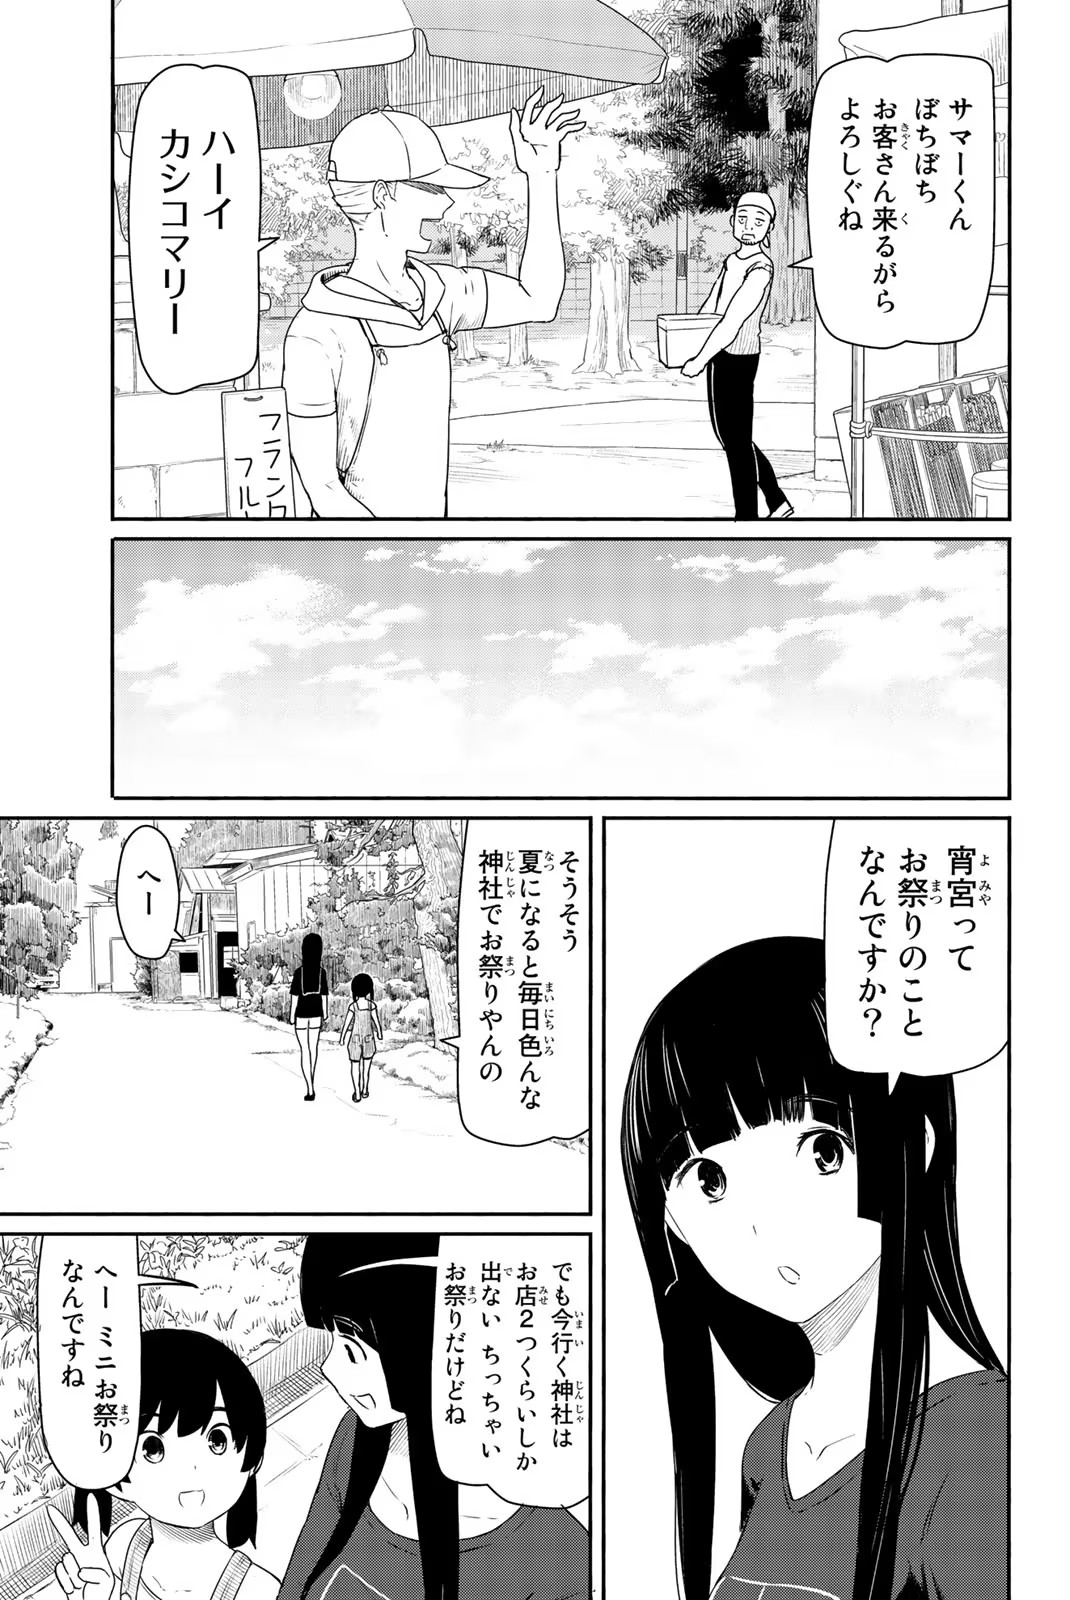 サマーくん
ぼちぼち
お客さん来るがら
よろしぐね
ハーイ
カシコマリー
フランク
フルト
宵宮って
お祭りのこと
なんですか？
そうそう
夏になると毎日色んな
神社でお祭りやんの
へー
でも今行く神社は
お店2つくらいしか
出ない ちっちゃい
お祭りだけどね
へー ミニお祭り
なんですね